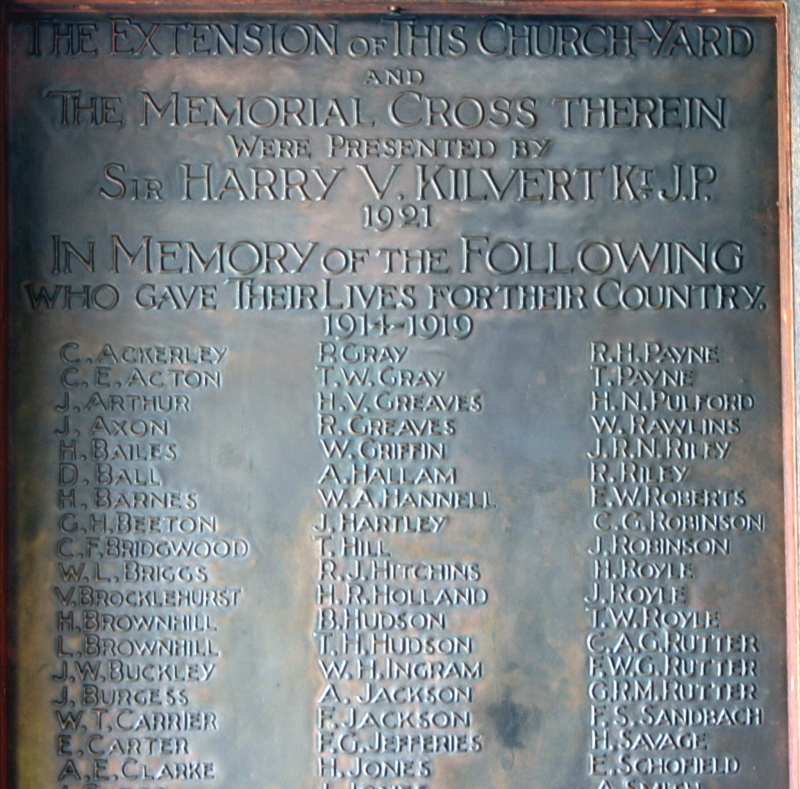 THE EXTENSION OF THIS CHURCH-YARD
AND
THE MEMORIAL CROSS THEREIN
WERE PRESENTED BY
SIR HARRY V. KILVERT KT J.P.
1921
IN MEMORY OF THE FOLLOWING
WHO GAVE THEIR LIVES FOR THEIR COUNTRY.
1914-1919
C. ACKERLEY
C. E. ACTON
J. ARTHUR
J. AXON
H. BAILES
D. BALL
H. BARNES
G. H. BEETON
C. F. BRIDGWOOD
W. L. BRIGGS
V. BROCKLEHURST
H. BROWNHILL
L. BROWNHILL
J. W. BUCKLEY
J. BURGESS
W. T. CARRIER
E. CARTER
A. E. CLARKE
P. GRAY
T. W. GRAY
H. V. GREAVES
R. GREAVES
W. GRIFFIN
A. HALLAM
W. A. HANNELL
J. HARTLEY
T. HILL
R. J. HITCHINS
H. R. HOLLAND
B. HUDSON
T. H. HUDSON
W. H. INGRAM
A. JACKSON
F. JACKSON
F. G. JEFFERIES
H. JONES
J. JONES
R. H. PAYNE
T. PAYNE
H. N. PULFORD
W. RAWLINS
J. R. N. RILEY
R. RILEY
E. W. ROBERTS
C. G. ROBINSON
J. ROBINSON
H. ROYLE
J. ROYLE
T. W. ROYLE
C. A. G. RUTTER
F. W. G. RUTTER
G. R. M. RUTTER
F. S. SANDBACH
H. SAVAGE
E. SCHOFIELD
A. SMITH